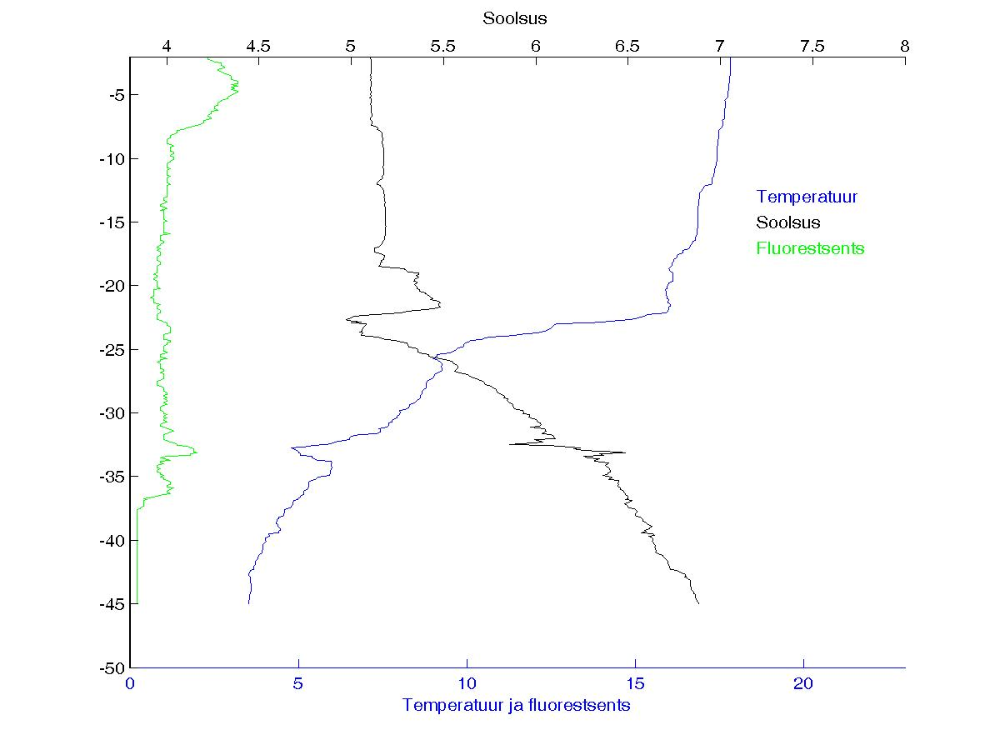 Soolsus
4 4.5 5 5.5 6 6.5 7 7.5 8
-5
-10
Temperatuur
-15 Soolsus
Fluorestsents
-20
-25
-30
-35
-40
-45
-50
0 5 10 15 20
Temperatuur ja fluorestsents